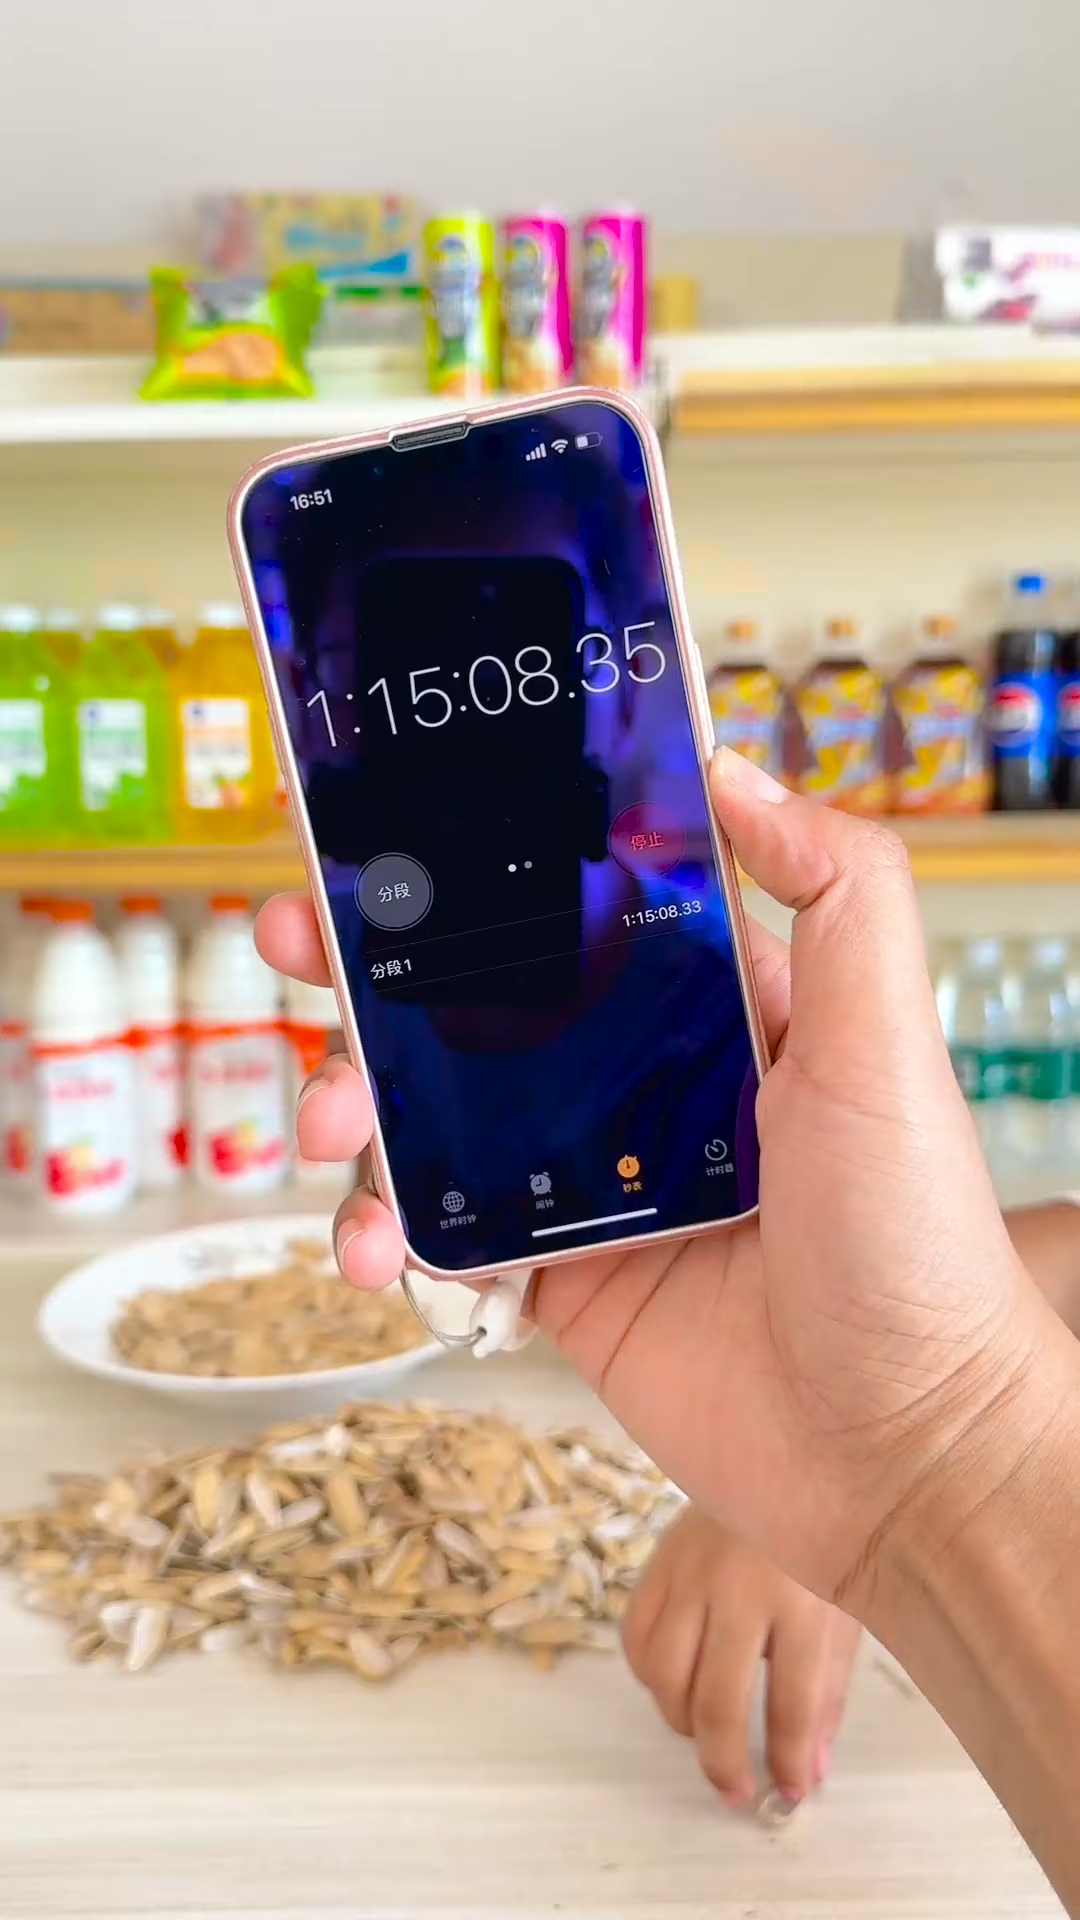 16:51
1:15:08.35
分段
停止
分段1
1:15:08.33
世界时钟
闹钟
秒表
计时器